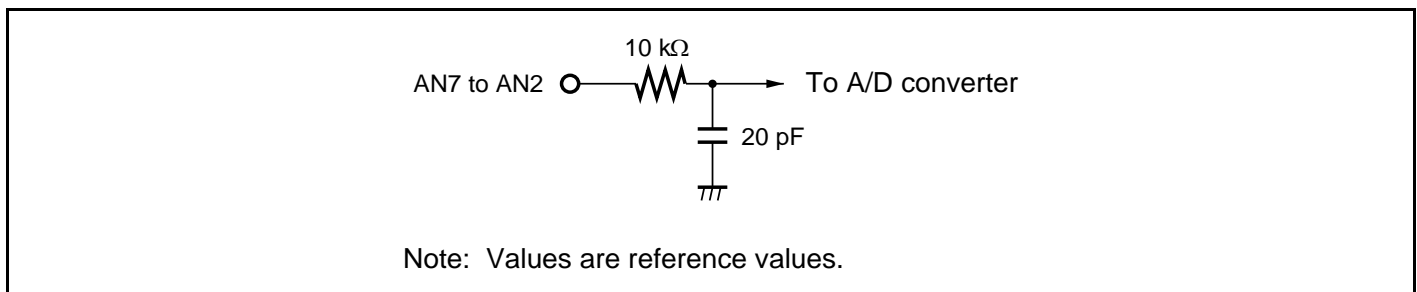 10 kΩ
AN7 to AN2
To A/D converter
20 pF
Note: Values are reference values.